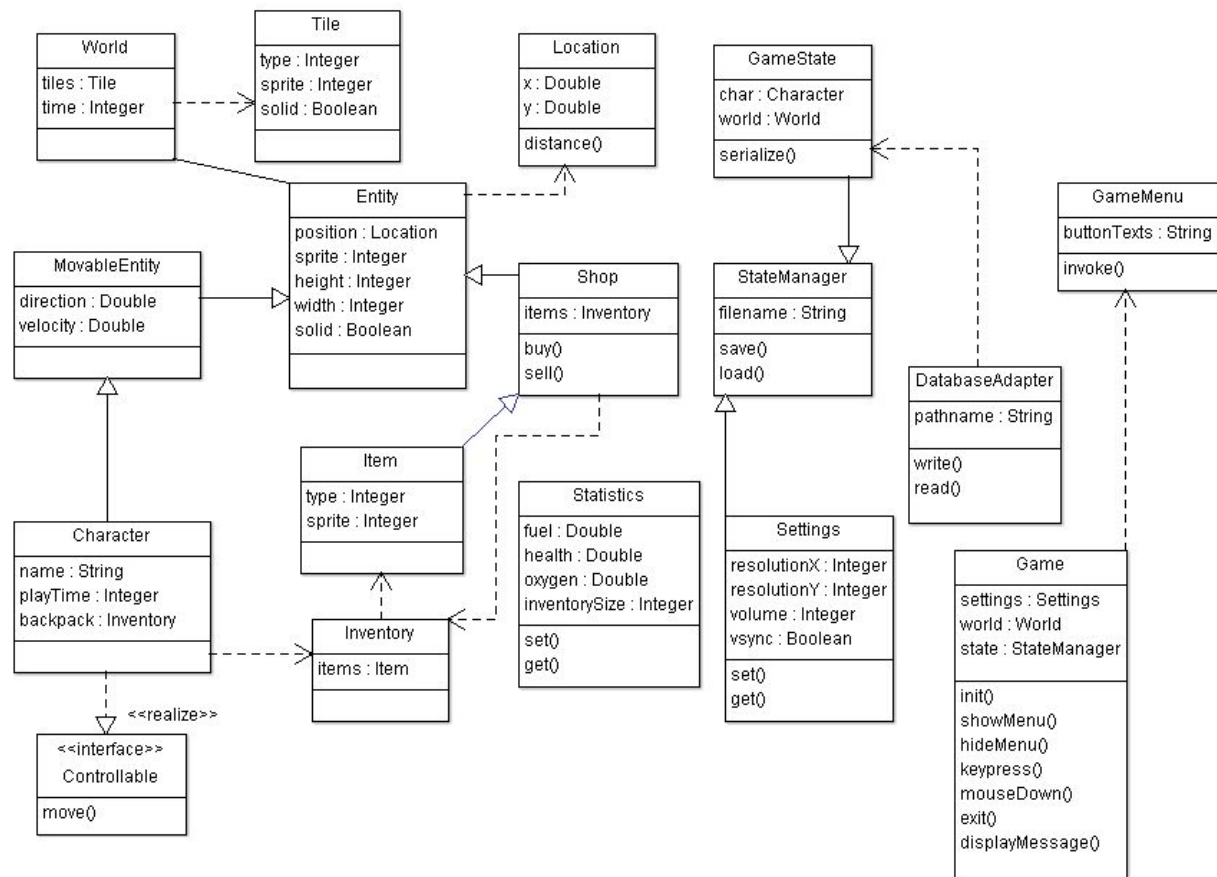 World
tiles : Tile
time : Integer
Tile
type : Integer
sprite : Integer
solid : Boolean
Location
x : Double
y : Double
distance()
GameState
char : Character
world : World
serialize()
GameMenu
buttonTexts : String
invoke()
Entity
position : Location
sprite : Integer
height : Integer
width : Integer
solid : Boolean
MovableEntity
direction : Double
velocity : Double
Shop
items : Inventory
buy()
sell()
StateManager
filename : String
save()
load()
DatabaseAdapter
pathname : String
write()
read()
Item
type : Integer
sprite : Integer
Statistics
fuel : Double
health : Double
oxygen : Double
inventorySize : Integer
set()
get()
Settings
resolutionX : Integer
resolutionY : Integer
volume : Integer
vsync : Boolean
set()
get()
Character
name : String
playTime : Integer
backpack : Inventory
Inventory
items : Item
<<realize>>
<<interface>>
Controllable
move()
Game
settings : Settings
world : World
state : StateManager
init()
showMenu()
hideMenu()
keypress()
mouseDown()
exit()
displayMessage()